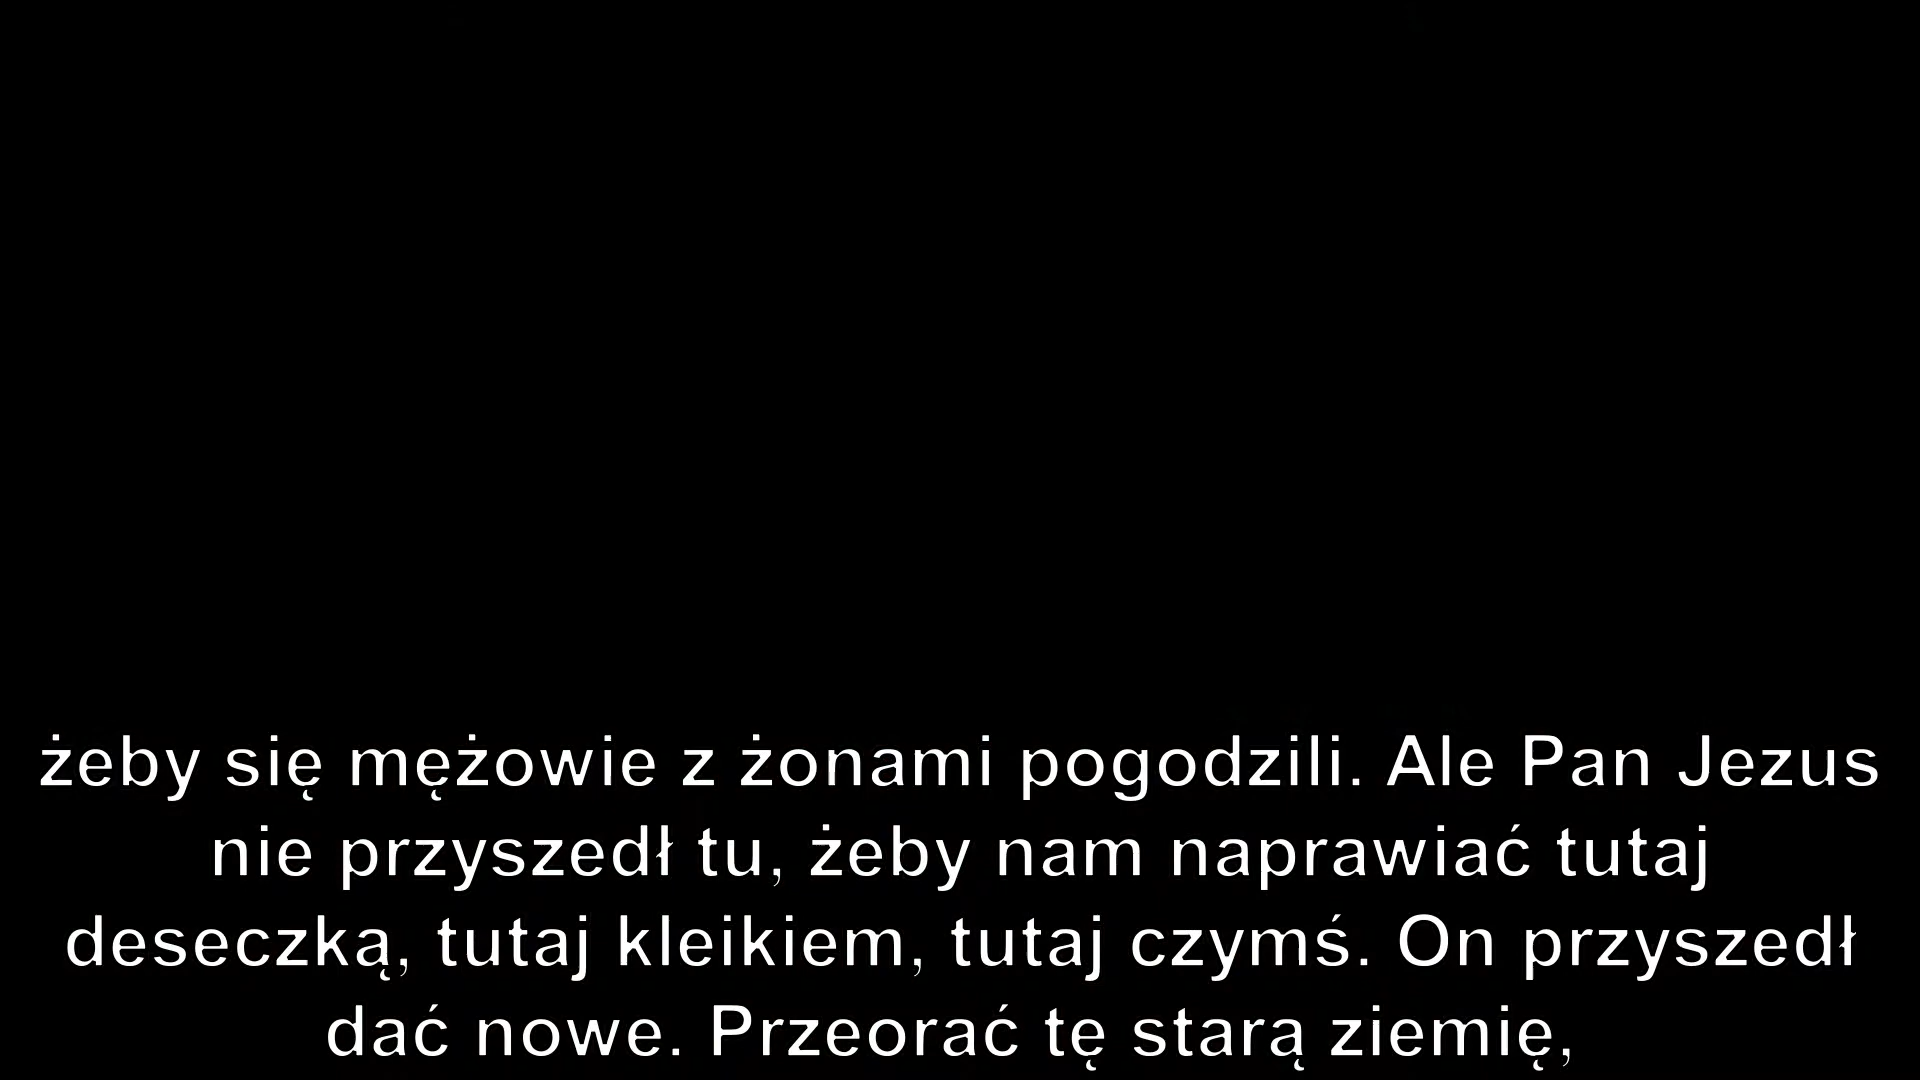 żeby się mężowie z żonami pogodzili. Ale Pan Jezus
nie przyszedł tu, żeby nam naprawiać tutaj
deseczką, tutaj kleikiem, tutaj czymś. On przyszedł
dać nowe. Przeorać tę starą ziemię,